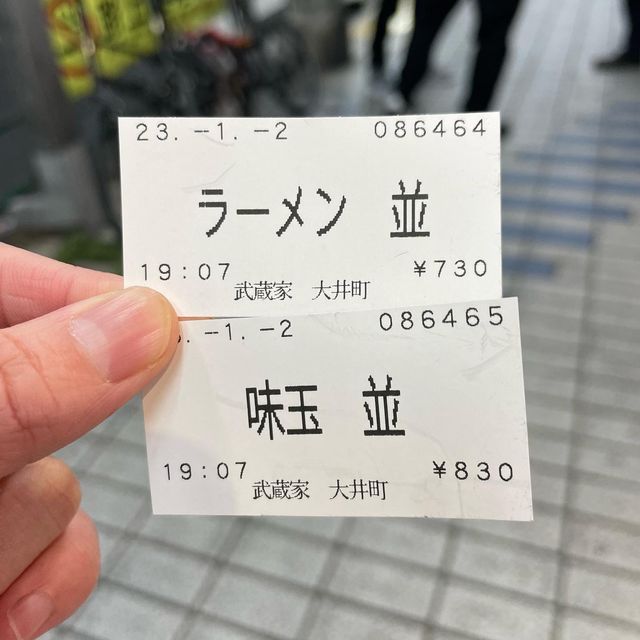 23.-1.-2 086464
ラーメン 並
19:07 武蔵家 大井町 ¥730
.-1.-2 086465
味玉 並
19:07 武蔵家 大井町 ¥830